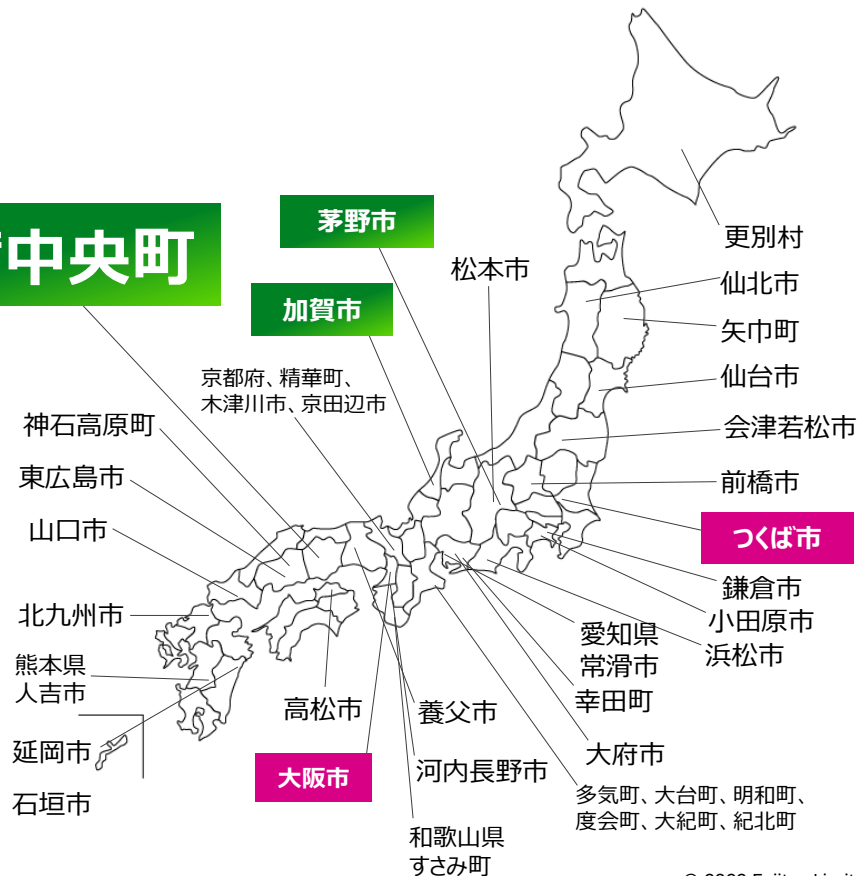 中央町
茅野市
加賀市
松本市
京都府、精華町、
木津川市、京田辺市
神石高原町
東広島市
山口市
北九州市
熊本県
人吉市
延岡市
石垣市
更別村
仙北市
矢巾町
仙台市
会津若松市
前橋市
つくば市
鎌倉市
小田原市
浜松市
愛知県
常滑市
幸田町
大府市
多気町、大台町、明和町、
度会町、大紀町、紀北町
高松市
養父市
大阪市
河内長野市
和歌山県
すさみ町